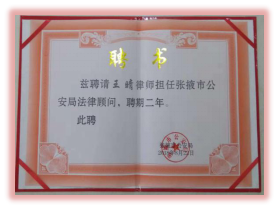 聘书
兹聘请王靖律师担任张掖市公
安局法律顾问，聘期二年。
此聘